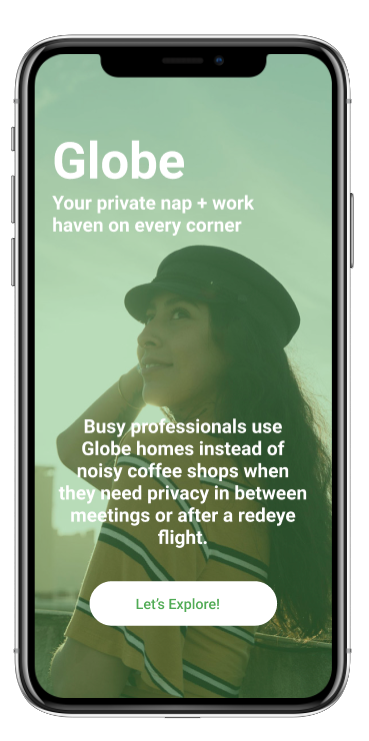 Globe
Your private nap + work
haven on every corner
Busy professionals use
Globe homes instead of
noisy coffee shops when
they need privacy in between
meetings or after a redeye
flight.
Let's Explore!